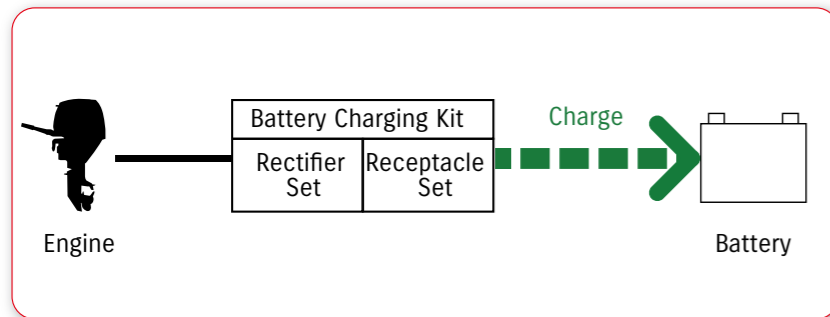 Battery Charging Kit
Rectifier
Set
Receptacle
Set
Charge
Engine
Battery